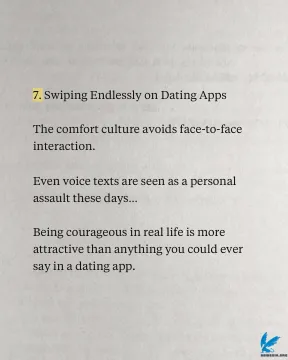 7. Swiping Endlessly on Dating Apps
The comfort culture avoids face-to-face
interaction.
Even voice texts are seen as a personal
assault these days...
Being courageous in real life is more
attractive than anything you could ever
say in a dating app.